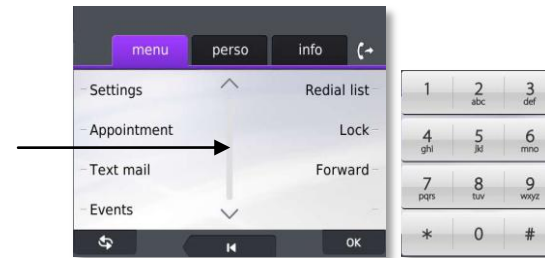 menu perso info
Settings Redial list
Appointment Lock
Text mail Forward
Events
OK
1 2 abc 3 def
4 ghi 5 jkl 6 mno
7 pqrs 8 tuv 9 wxyz
* 0 #